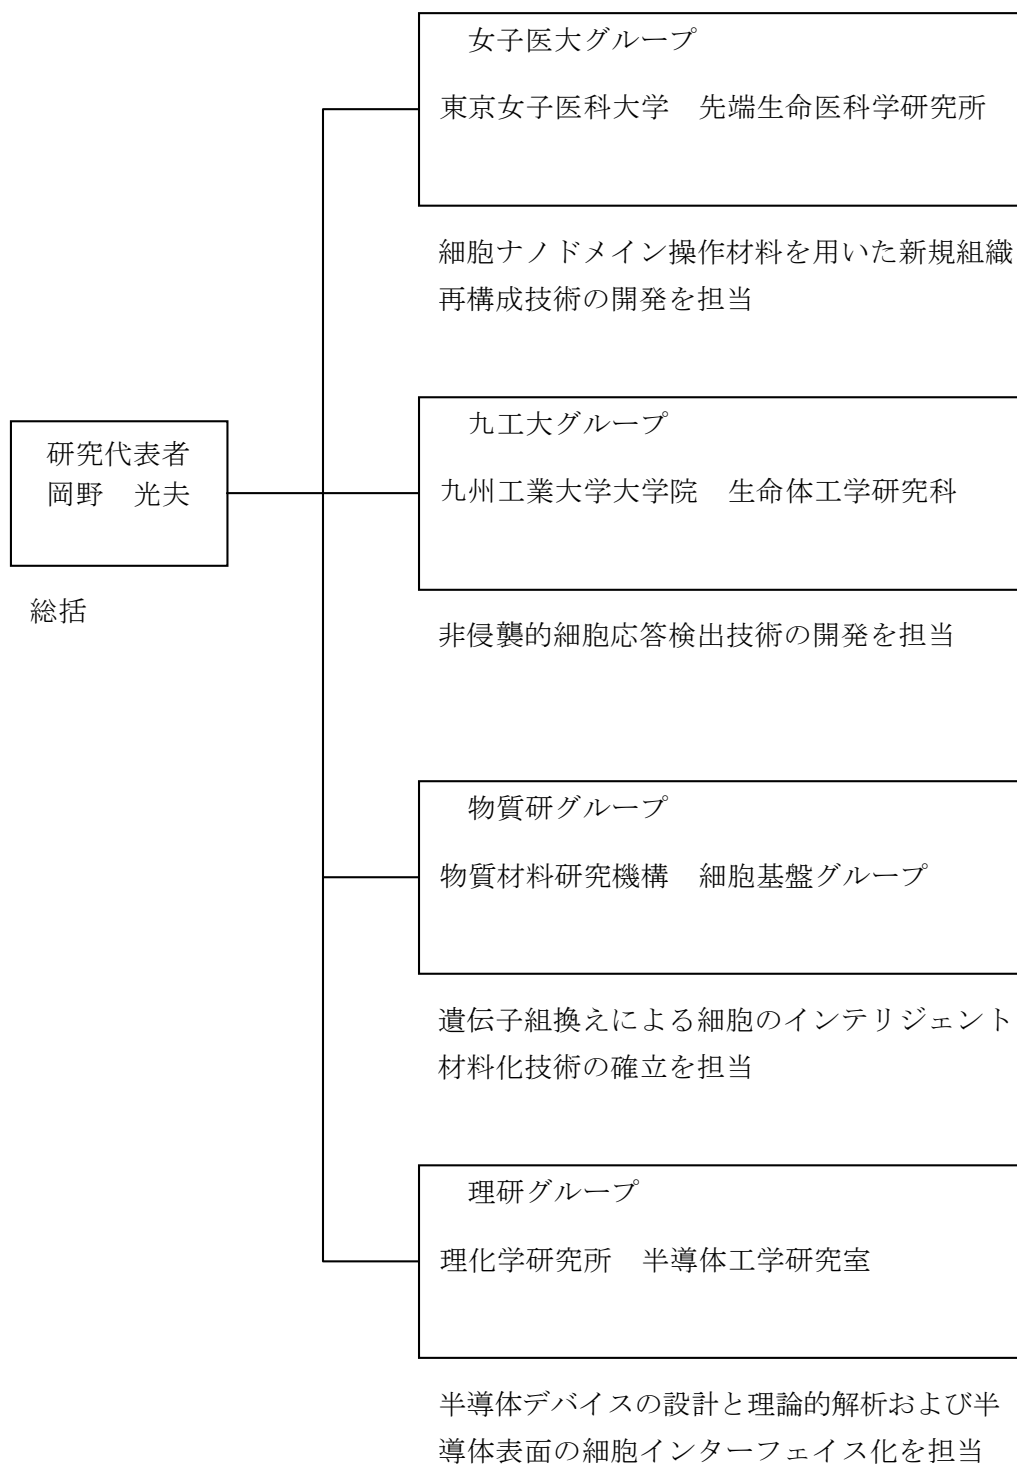 女子医大グループ
東京女子医科大学　先端生命医科学研究所
細胞ナノドメイン操作材料を用いた新規組織
再構成技術の開発を担当
九工大グループ
九州工業大学大学院　生命体工学研究科
非侵襲的細胞応答検出技術の開発を担当
研究代表者
岡野　光夫
総括
物質研グループ
物質材料研究機構　細胞基盤グループ
遺伝子組換えによる細胞のインテリジェント
材料化技術の確立を担当
理研グループ
理化学研究所　半導体工学研究室
半導体デバイスの設計と理論的解析および半
導体表面の細胞インターフェイス化を担当